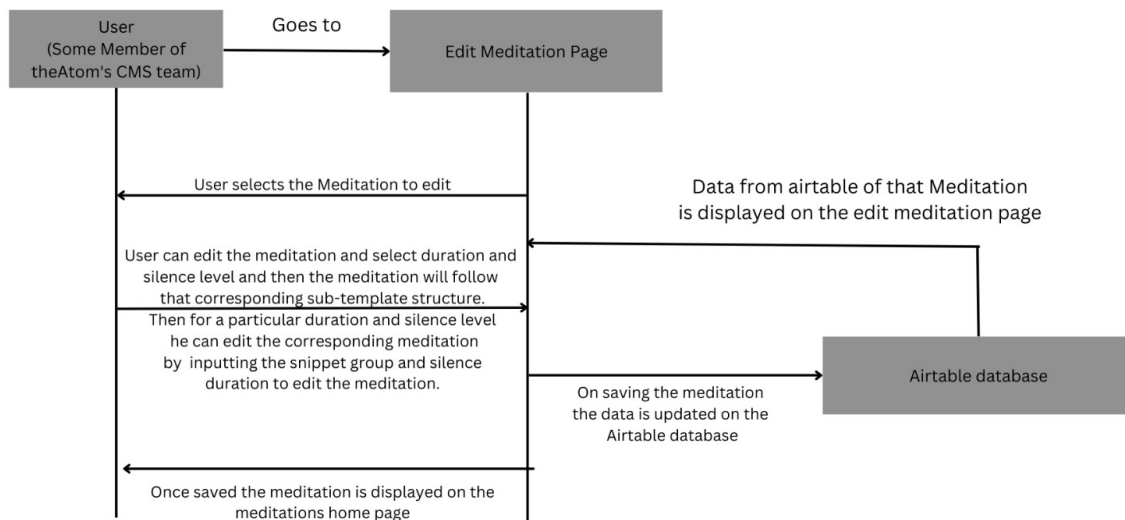 User
(Some Member of
theAtom's CMS team)
Goes to
Edit Meditation Page
User selects the Meditation to edit
Data from airtable of that Meditation
is displayed on the edit meditation page
User can edit the meditation and select duration and
silence level and then the meditation will follow
that corresponding sub-template structure.
Then for a particular duration and silence level
he can edit the corresponding meditation
by inputting the snippet group and silence
duration to edit the meditation.
Airtable database
On saving the meditation
the data is updated on the
Airtable database
Once saved the meditation is displayed on the
meditations home page